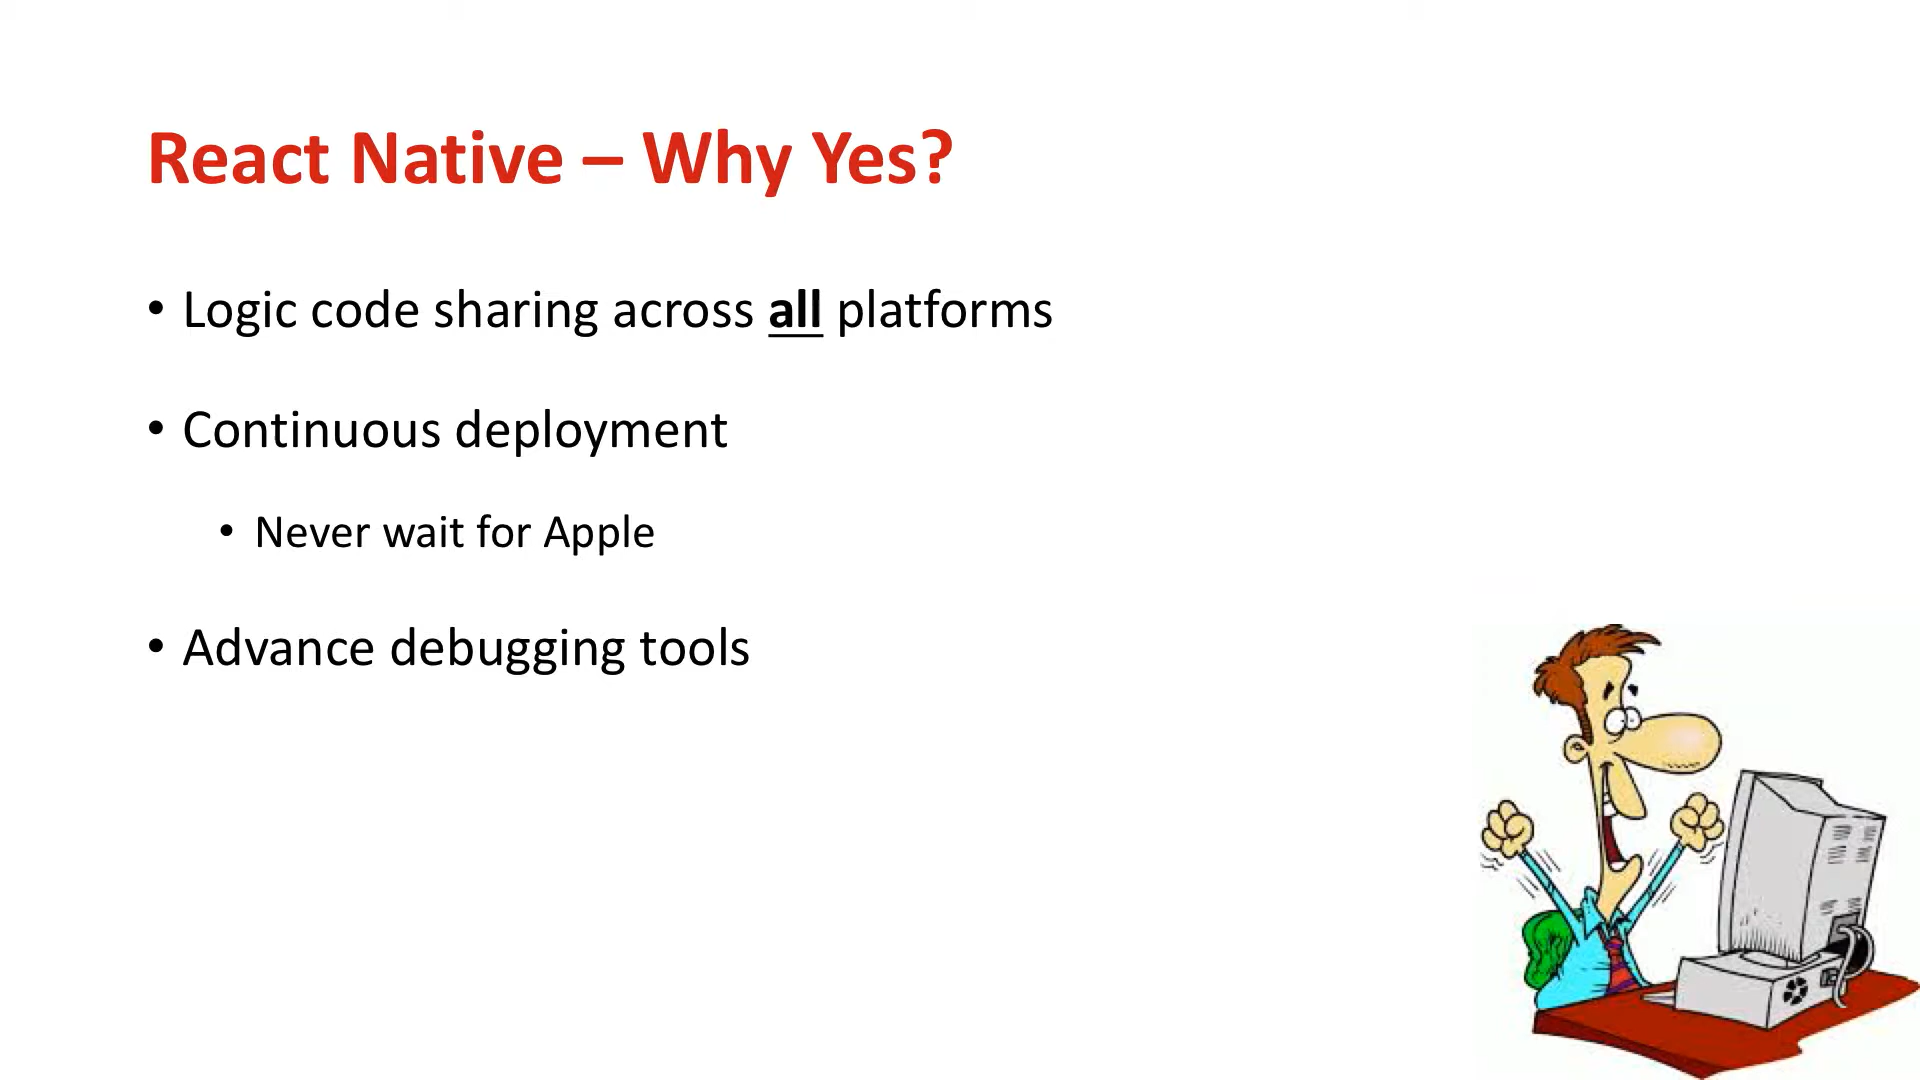 React Native – Why Yes?
• Logic code sharing across all platforms
• Continuous deployment
• Never wait for Apple
• Advance debugging tools